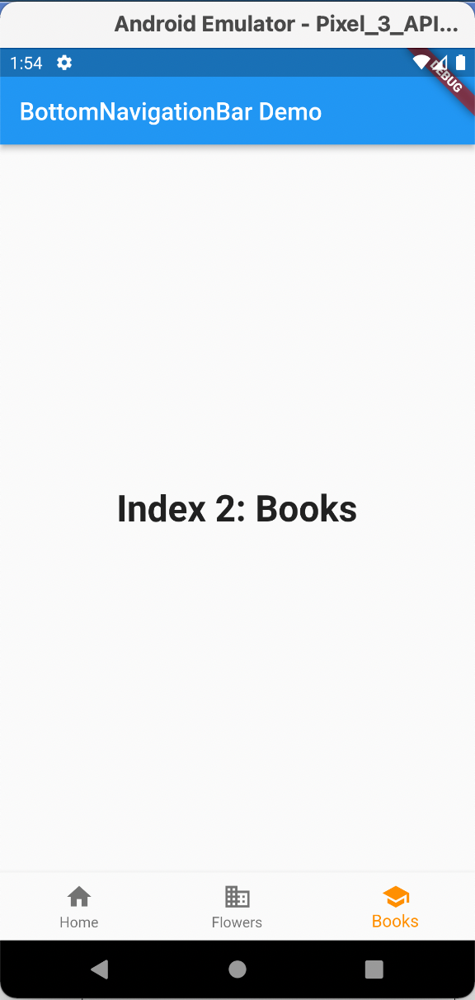 Android Emulator - Pixel_3_API...
1:54
DEBUG
BottomNavigationBar Demo
Index 2: Books
Home
Flowers
Books